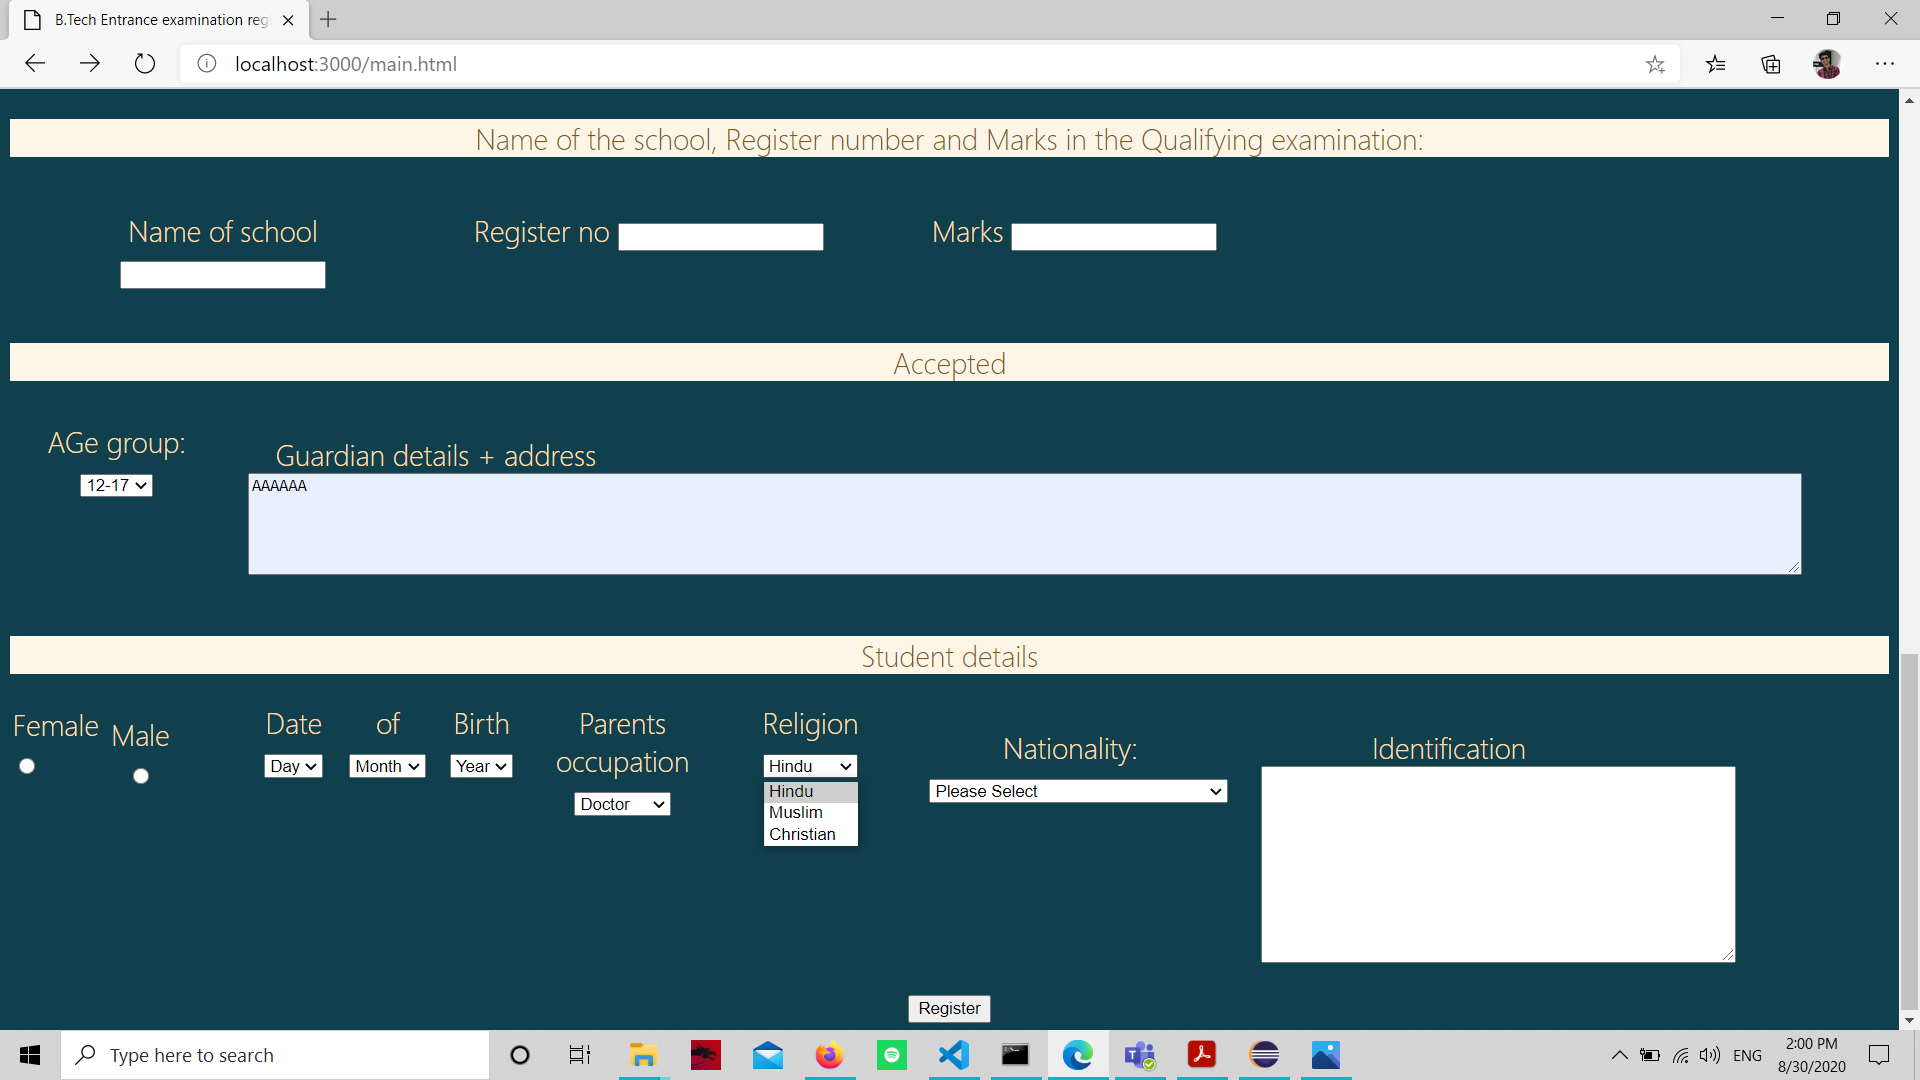 B.Tech Entrance examination reg
localhost:3000/main.html
Name of the school, Register number and Marks in the Qualifying examination:
Name of school
Register no
Marks
Accepted
AGe group:
12-17
Guardian details + address
AAAAAA
Student details
Female
Male
Date of Birth
Day Month Year
Parents
occupation
Doctor
Religion
Hindu
Hindu
Muslim
Christian
Nationality:
Please Select
Identification
Register
Type here to search
ENG
2:00 PM
8/30/2020